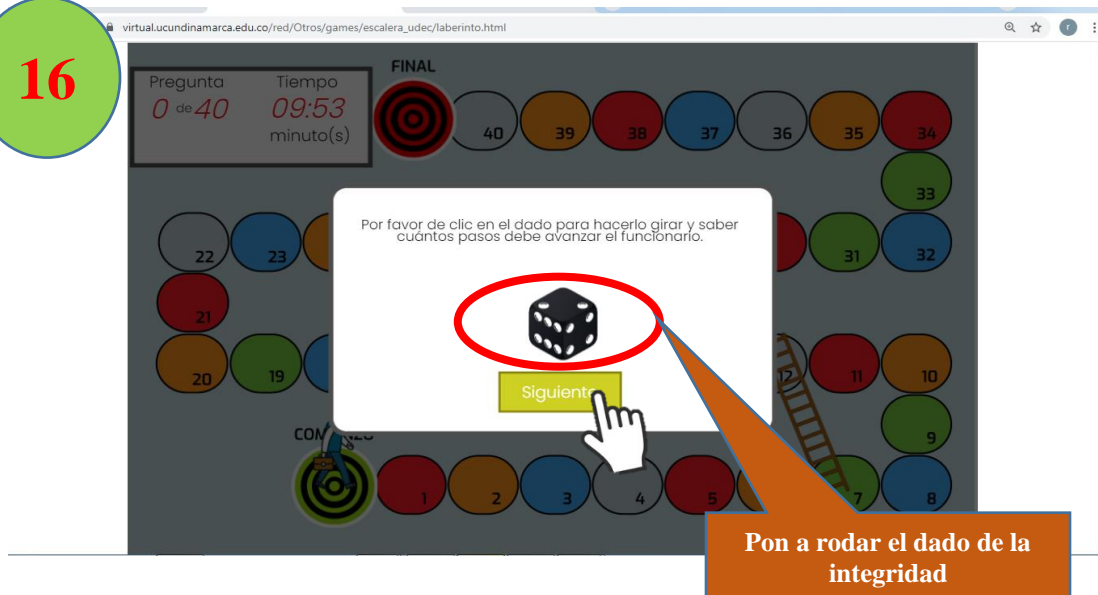 virtual.ucundinamarca.edu.co/red/Otros/games/escalera_udec/laberinto.html
r
16
Pregunta Tiempo
0 de 40 09:53
minuto(s)
FINAL
40 39 38 37 36 35 34
33
22 23 31 32
21
20 19 12 11 10
9
Por favor de clic en el dado para hacerlo girar y saber
cuántos pasos debe avanzar el funcionario.
Siguiente
1 2 3 4 5 7 8
Pon a rodar el dado de la
integridad